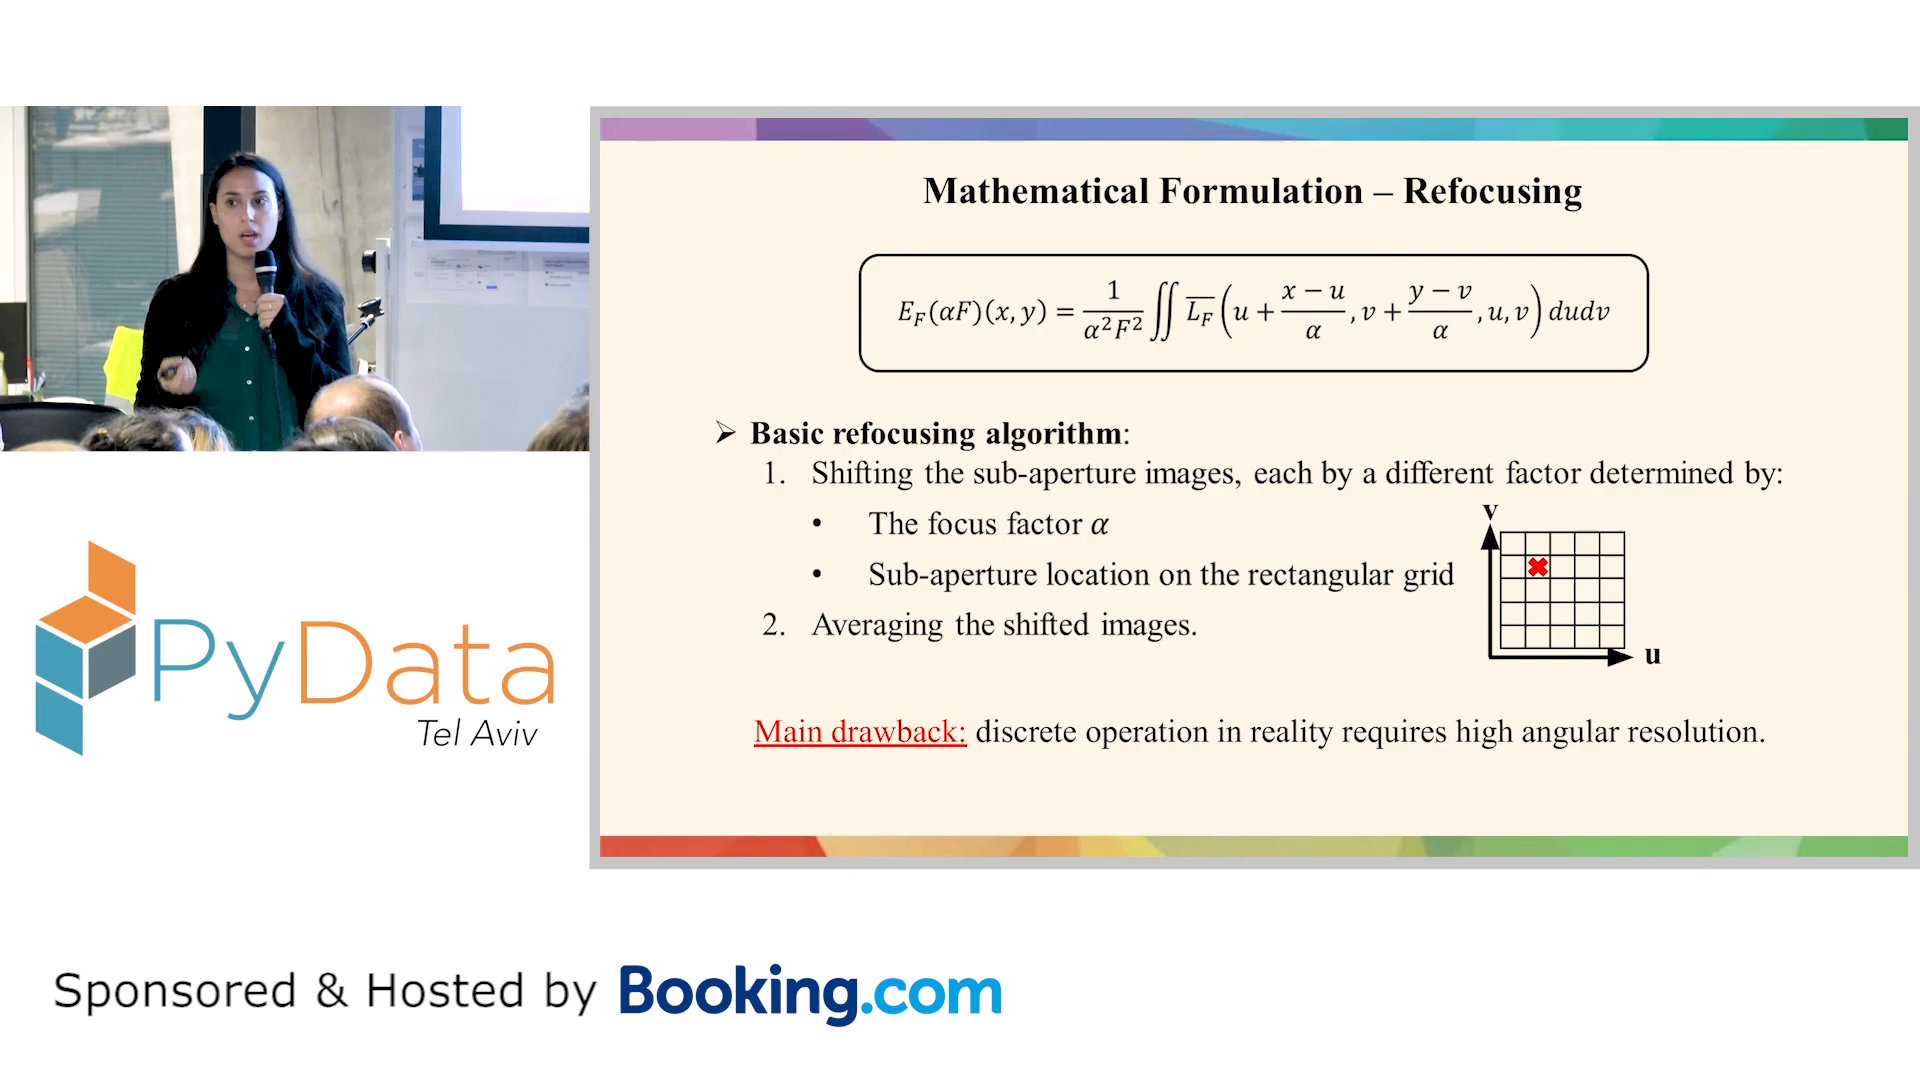 Mathematical Formulation – Refocusing
E_F(αF)(x, y) = 1/(α²F²) ∬ \overline{L_F}(u + (x − u)/α, v + (y − v)/α, u, v) dudv
➢ Basic refocusing algorithm:
1. Shifting the sub-aperture images, each by a different factor determined by:
• The focus factor α
• Sub-aperture location on the rectangular grid
v
u
2. Averaging the shifted images.
Main drawback: discrete operation in reality requires high angular resolution.
PyData
Tel Aviv
Sponsored & Hosted by Booking.com